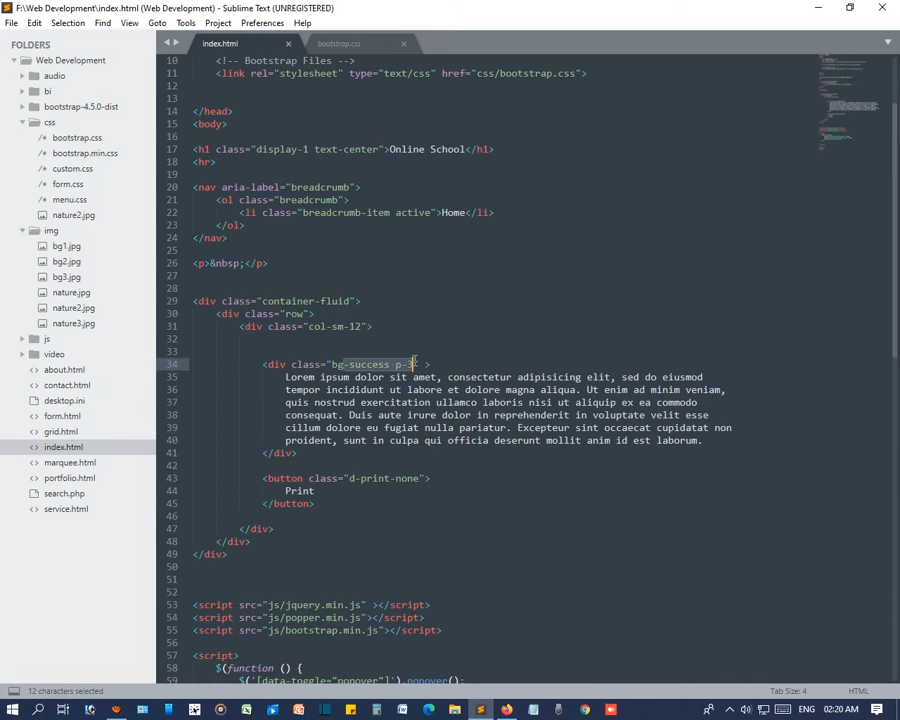 F:\Web Development\index.html (Web Development) - Sublime Text (UNREGISTERED)
File Edit Selection Find View Goto Tools Project Preferences Help
FOLDERS
Web Development
audio
bi
bootstrap-4.5.0-dist
css
bootstrap.css
bootstrap.min.css
custom.css
form.css
menu.css
nature2.jpg
img
bg1.jpg
bg2.jpg
bg3.jpg
nature.jpg
nature2.jpg
nature3.jpg
js
video
about.html
contact.html
desktop.ini
form.html
grid.html
index.html
marquee.html
portfolio.html
search.php
service.html
index.html bootstrap.css
10 <!-- Bootstrap Files -->
11 <link rel="stylesheet" type="text/css" href="css/bootstrap.css">
12
13
14 </head>
15 <body>
16
17 <h1 class="display-1 text-center">Online School</h1>
18 <hr>
19
20 <nav aria-label="breadcrumb">
21 <ol class="breadcrumb">
22 <li class="breadcrumb-item active">Home</li>
23 </ol>
24 </nav>
25
26 <p>&nbsp;</p>
27
28
29 <div class="container-fluid">
30 <div class="row">
31 <div class="col-sm-12">
32
33
34 <div class="bg-success p-3" >
35 Lorem ipsum dolor sit amet, consectetur adipisicing elit, sed do eiusmod
36 tempor incididunt ut labore et dolore magna aliqua. Ut enim ad minim veniam,
37 quis nostrud exercitation ullamco laboris nisi ut aliquip ex ea commodo
38 consequat. Duis aute irure dolor in reprehenderit in voluptate velit esse
39 cillum dolore eu fugiat nulla pariatur. Excepteur sint occaecat cupidatat non
40 proident, sunt in culpa qui officia deserunt mollit anim id est laborum.
41 </div>
42
43 <button class="d-print-none">
44 Print
45 </button>
46
47 </div>
48 </div>
49 </div>
50
51
52
53 <script src="js/jquery.min.js" ></script>
54 <script src="js/popper.min.js"></script>
55 <script src="js/bootstrap.min.js"></script>
56
57 <script>
58 $(function () {
59 $('[data-toggle="popover"]').popover();
12 characters selected Tab Size: 4 HTML
02:20 AM